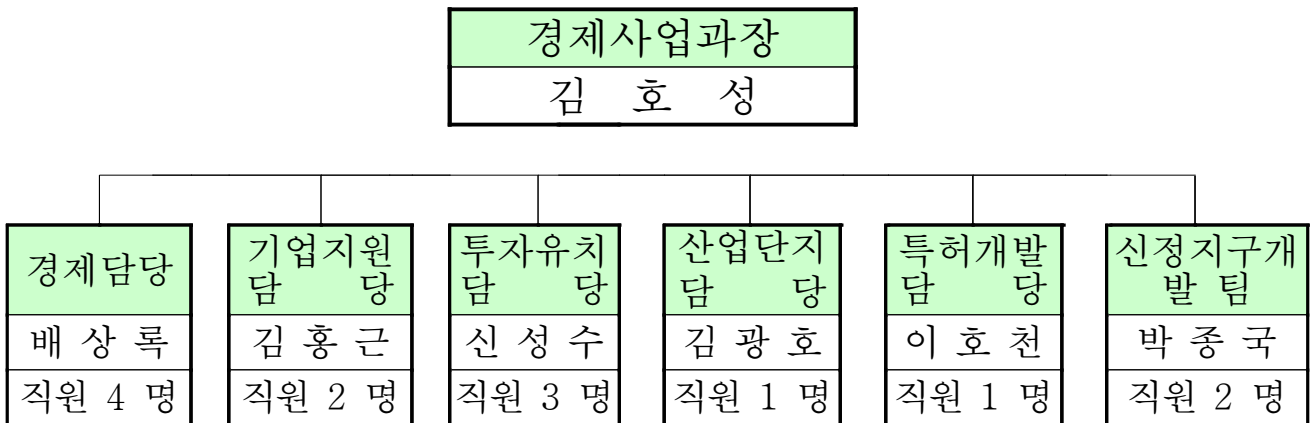 경제사업과장
김 호 성
경제담당
배 상 록
직원 4 명
기업지원
담 당
김 홍 근
직원 2 명
투자유치
담 당
신 성 수
직원 3 명
산업단지
담 당
김 광 호
직원 1 명
특허개발
담 당
이 호 천
직원 1 명
신정지구개
발 팀
박 종 국
직원 2 명